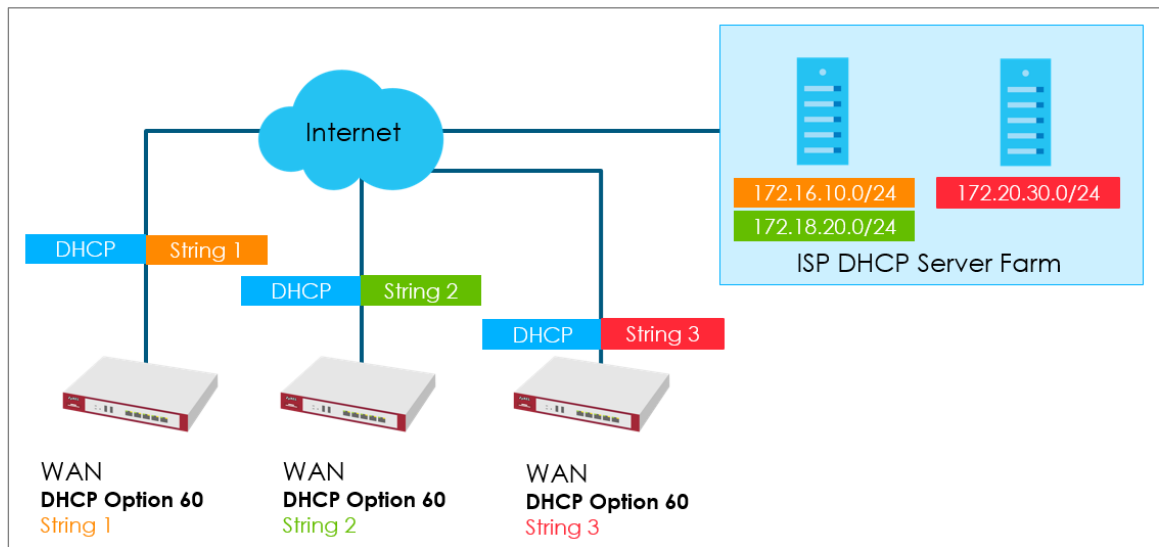 Internet
172.16.10.0/24
172.20.30.0/24
172.18.20.0/24
ISP DHCP Server Farm
DHCP String 1
DHCP String 2
DHCP String 3
WAN
DHCP Option 60
String 1
WAN
DHCP Option 60
String 2
WAN
DHCP Option 60
String 3